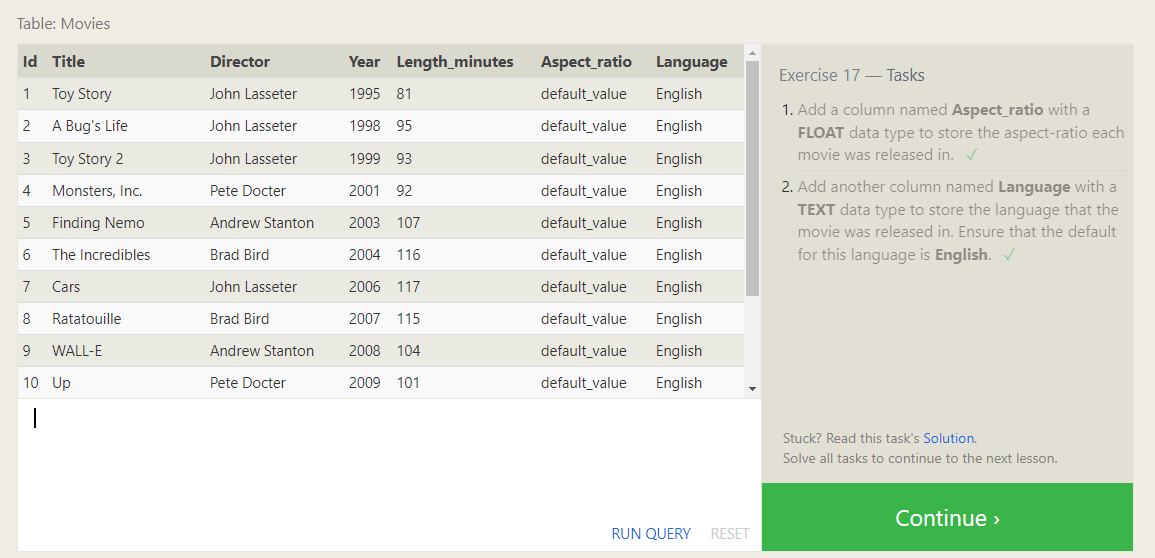 Table: Movies
Id Title Director Year Length_minutes Aspect_ratio Language
1 Toy Story John Lasseter 1995 81 default_value English
2 A Bug's Life John Lasseter 1998 95 default_value English
3 Toy Story 2 John Lasseter 1999 93 default_value English
4 Monsters, Inc. Pete Docter 2001 92 default_value English
5 Finding Nemo Andrew Stanton 2003 107 default_value English
6 The Incredibles Brad Bird 2004 116 default_value English
7 Cars John Lasseter 2006 117 default_value English
8 Ratatouille Brad Bird 2007 115 default_value English
9 WALL-E Andrew Stanton 2008 104 default_value English
10 Up Pete Docter 2009 101 default_value English
RUN QUERY RESET
Exercise 17 — Tasks
1. Add a column named Aspect_ratio with a
FLOAT data type to store the aspect-ratio each
movie was released in. ✓
2. Add another column named Language with a
TEXT data type to store the language that the
movie was released in. Ensure that the default
for this language is English. ✓
Stuck? Read this task's Solution.
Solve all tasks to continue to the next lesson.
Continue ›